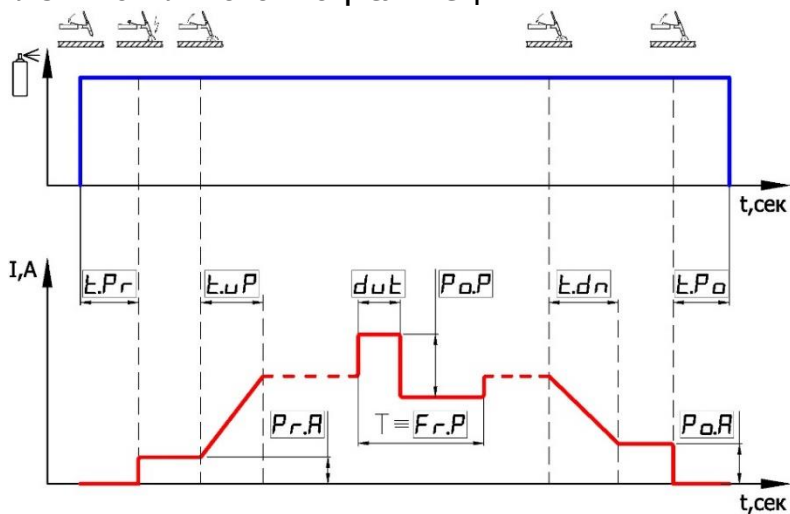 t,сек
I,A
t.Pr
t.uP
dut
Po.P
t.dn
t.Po
Pr.A
T ≡ Fr.P
Po.A
t,сек